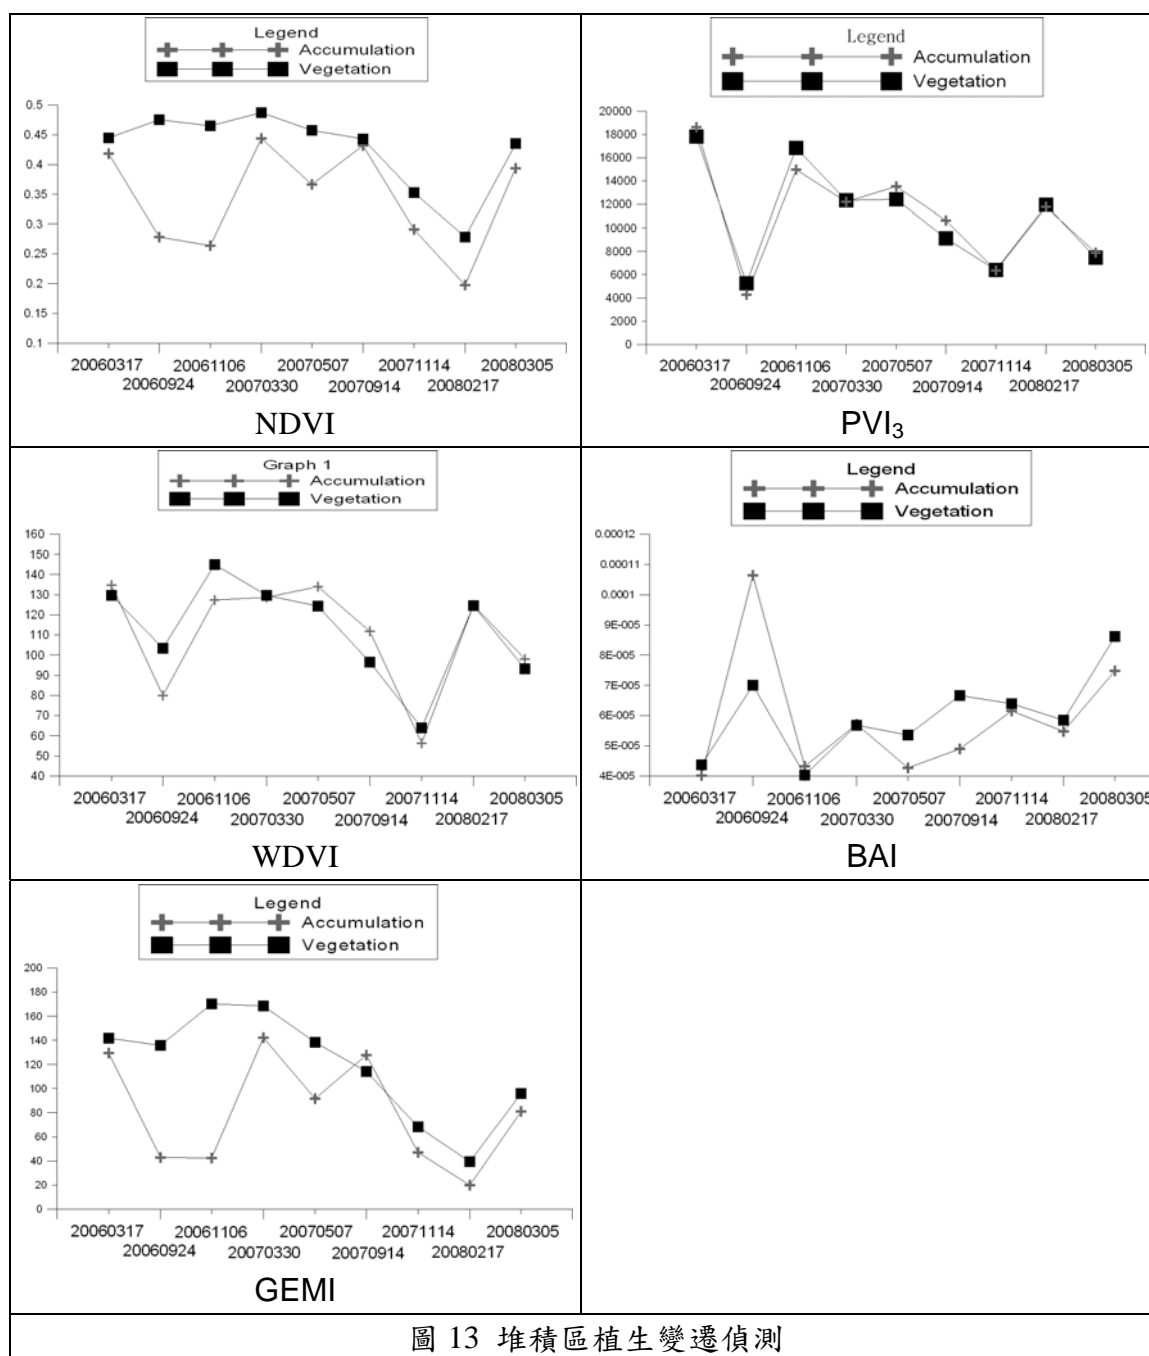 Legend
Accumulation
Vegetation
0.5
0.45
0.4
0.35
0.3
0.25
0.2
0.15
0.1
20060317 20061106 20070507 20071114 20080305
20060924 20070330 20070914 20080217
NDVI
Legend
Accumulation
Vegetation
20000
18000
16000
14000
12000
10000
8000
6000
4000
2000
0
20060317 20061106 20070507 20071114 20080305
20060924 20070330 20070914 20080217
PVI₃
Graph 1
Accumulation
Vegetation
160
150
140
130
120
110
100
90
80
70
60
50
40
20060317 20061106 20070507 20071114 20080305
20060924 20070330 20070914 20080217
WDVI
Legend
Accumulation
Vegetation
0.00012
0.00011
0.0001
9E-005
8E-005
7E-005
6E-005
5E-005
4E-005
20060317 20061106 20070507 20071114 20080305
20060924 20070330 20070914 20080217
BAI
Legend
Accumulation
Vegetation
200
180
160
140
120
100
80
60
40
20
0
20060317 20061106 20070507 20071114 20080305
20060924 20070330 20070914 20080217
GEMI
圖 13 堆積區植生變遷偵測